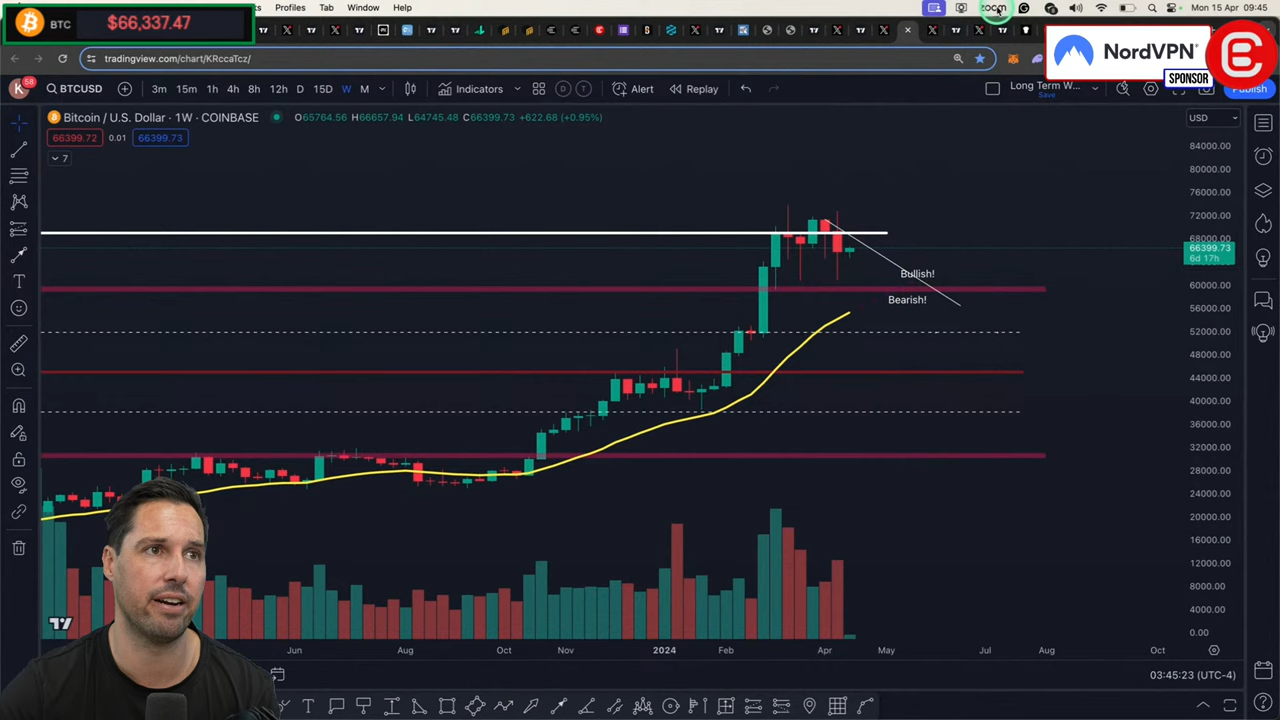 Profiles Tab Window Help
zoom
Mon 15 Apr 09:45
BTC $66,337.47
NordVPN
SPONSOR
tradingview.com/chart/KRccaTcz/
K 58
BTCUSD 3m 15m 1h 4h 8h 12h D 15D W M Indicators Alert Replay
Long Term W...
Save
Publish
Bitcoin / U.S. Dollar · 1W · COINBASE O65764.56 H66657.94 L64745.48 C66399.73 +622.68 (+0.95%)
66399.72 0.01 66399.73
7
USD
84000.00
80000.00
76000.00
72000.00
68000.00
66399.73
6d 17h
60000.00
56000.00
52000.00
48000.00
44000.00
40000.00
36000.00
32000.00
28000.00
24000.00
20000.00
16000.00
12000.00
8000.00
4000.00
0.00
Bullish!
Bearish!
Jun Aug Oct Nov 2024 Feb Apr May Jul Aug Oct
03:45:23 (UTC-4)